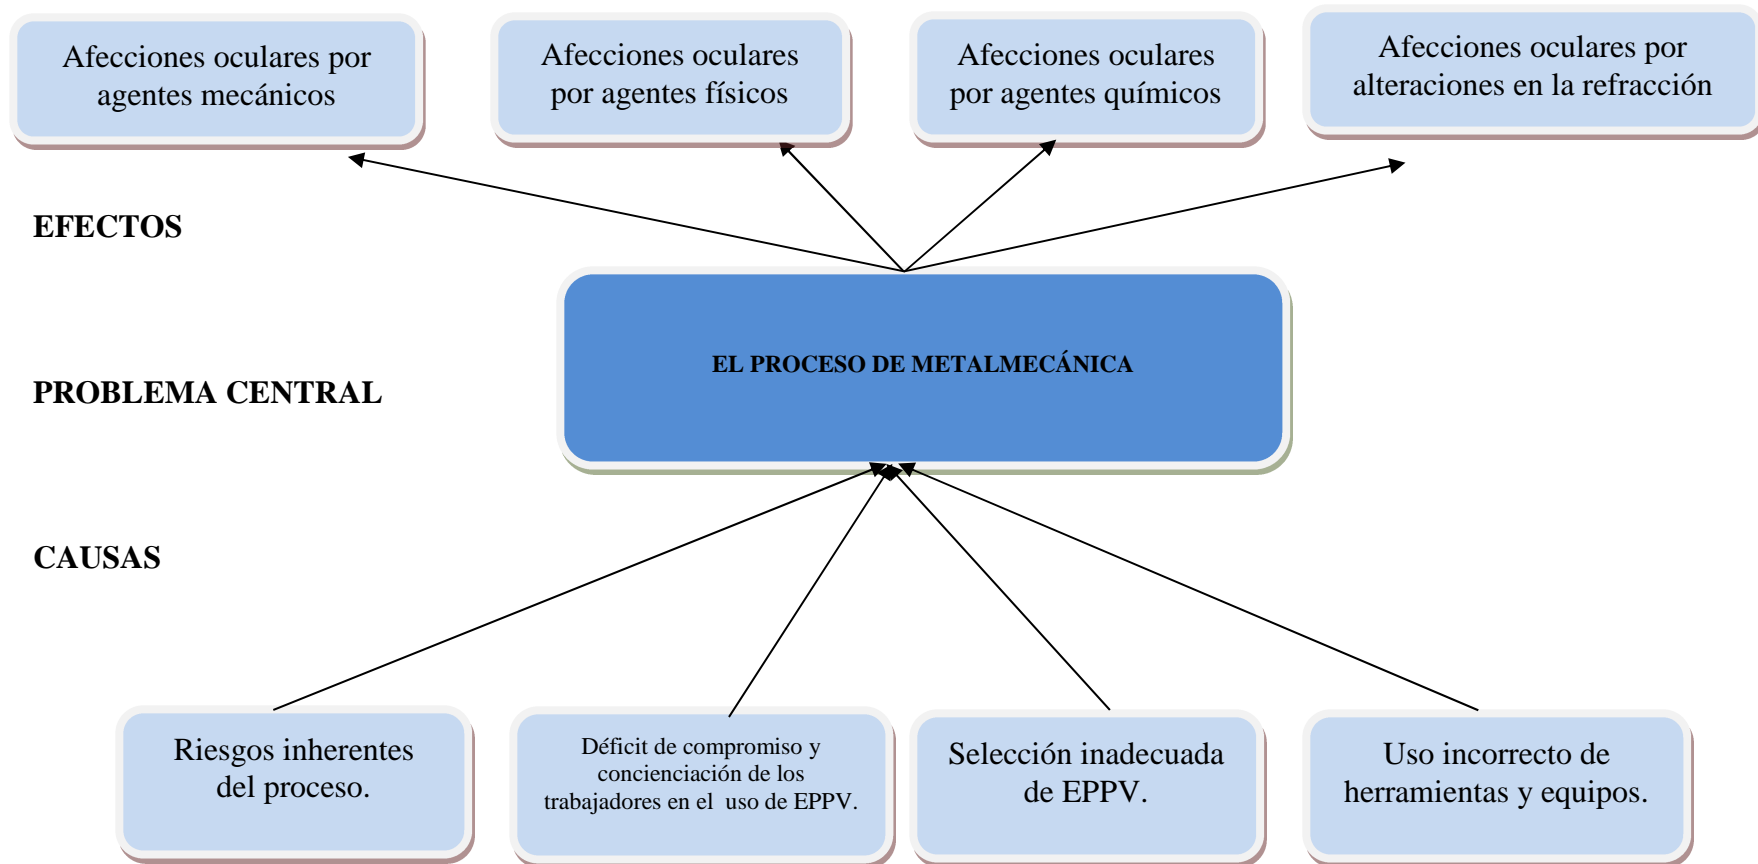 Afecciones oculares por
agentes mecánicos
Afecciones oculares
por agentes físicos
Afecciones oculares
por agentes químicos
Afecciones oculares por
alteraciones en la refracción
EFECTOS
EL PROCESO DE METALMECÁNICA
PROBLEMA CENTRAL
CAUSAS
Riesgos inherentes
del proceso.
Déficit de compromiso y
concienciación de los
trabajadores en el  uso de EPPV.
Selección inadecuada
de EPPV.
Uso incorrecto de
herramientas y equipos.